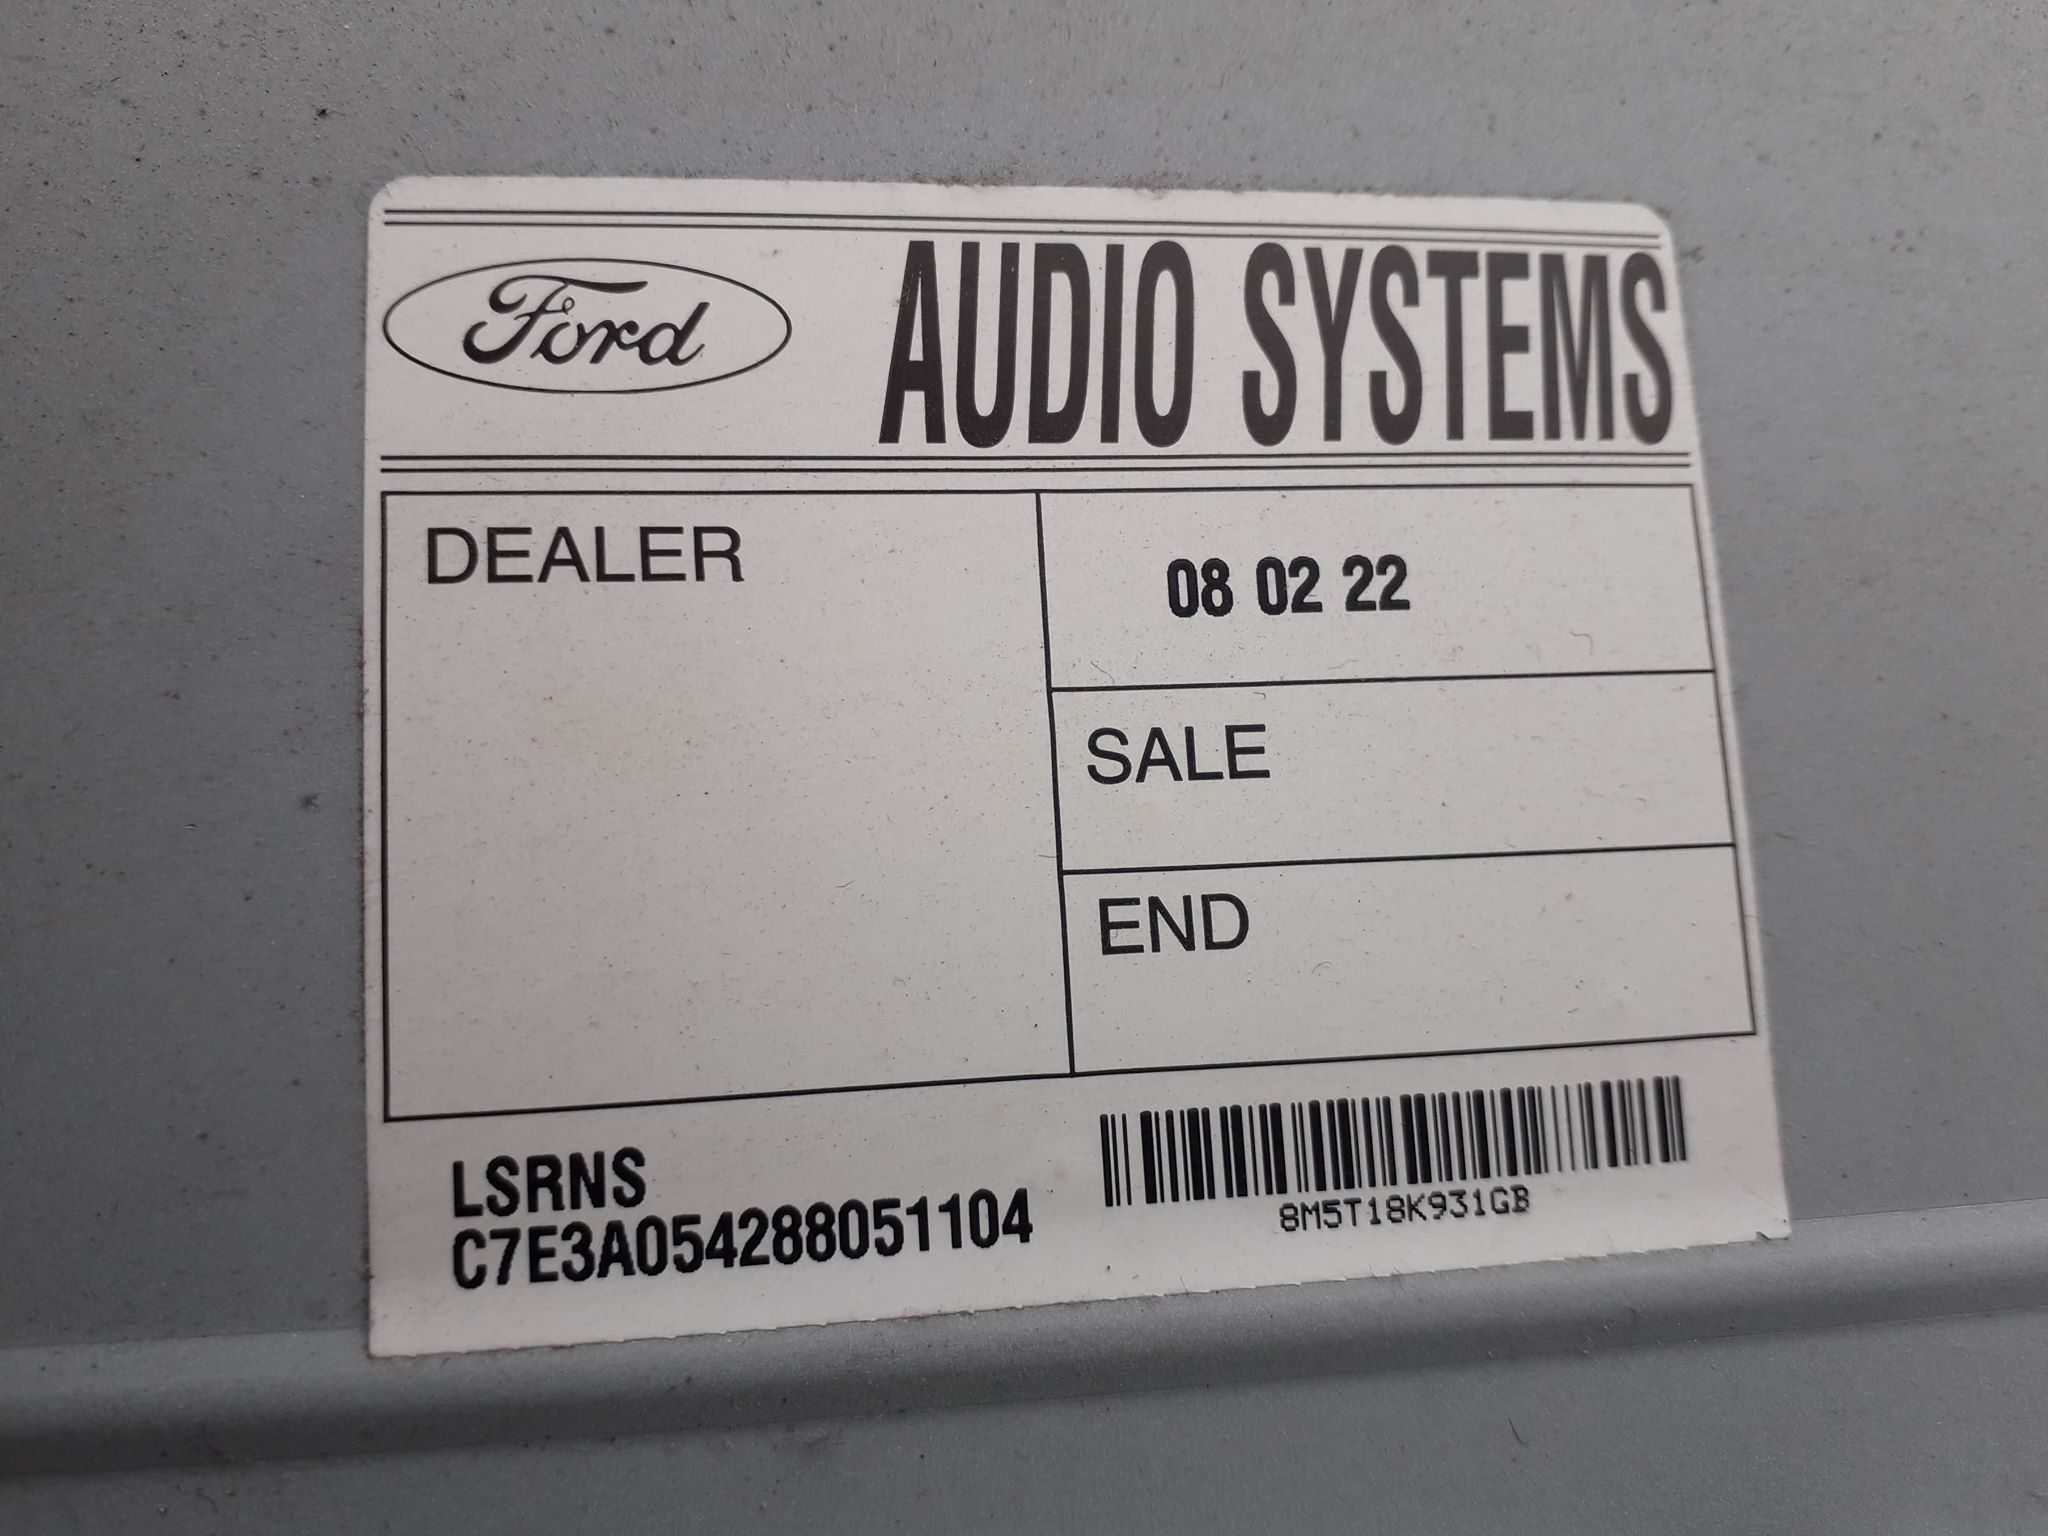 Ford AUDIO SYSTEMS
DEALER
08 02 22
SALE
END
LSRNS
C7E3A054288051104
8M5T18K931GB